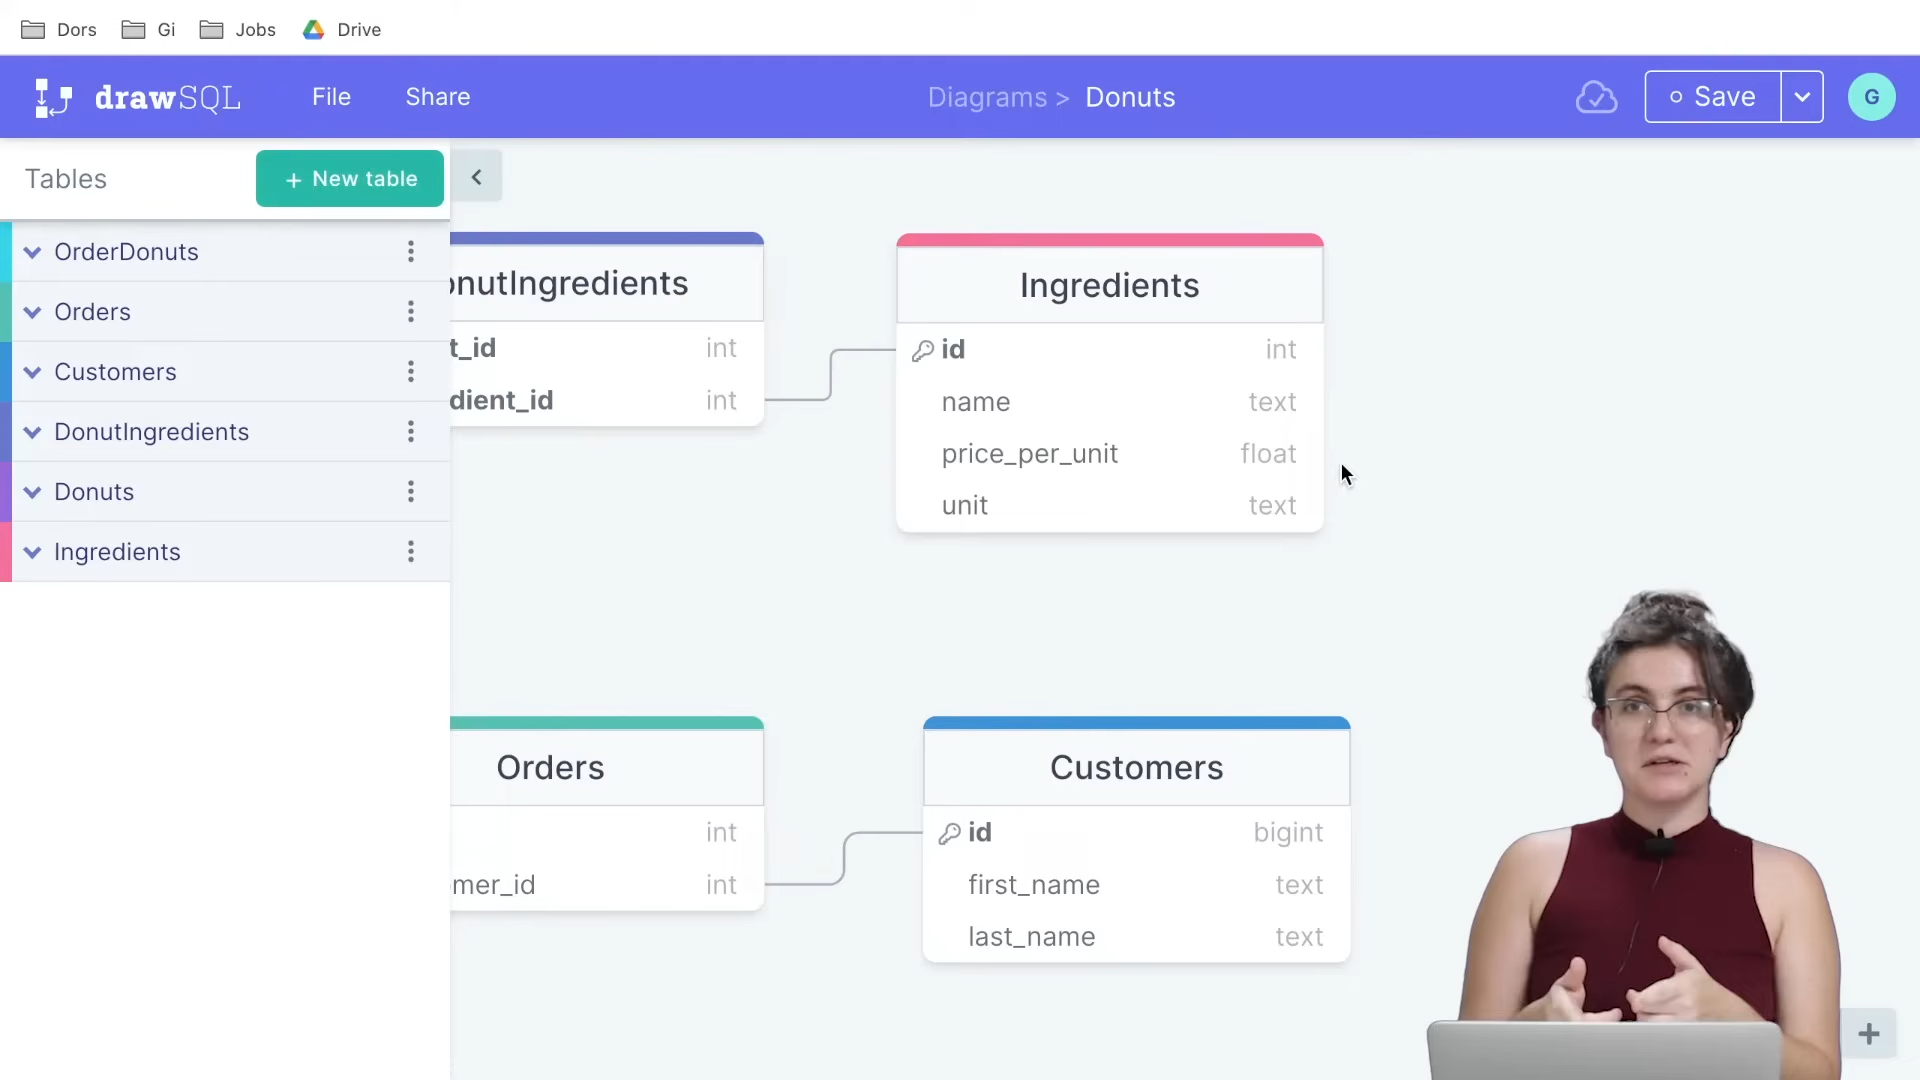 Dors Gi Jobs Drive
drawSQL File Share Diagrams > Donuts Save G
Tables + New table
OrderDonuts
Orders
Customers
DonutIngredients
Donuts
Ingredients
onutIngredients
t_id int
dient_id int
Ingredients
id int
name text
price_per_unit float
unit text
Orders
int
mer_id int
Customers
id bigint
first_name text
last_name text